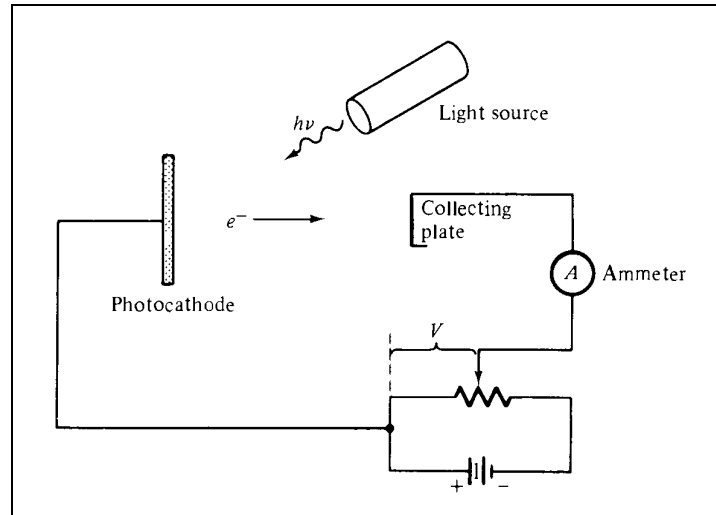 hν
Light source
e⁻
Collecting
plate
A
Ammeter
Photocathode
V
+
-